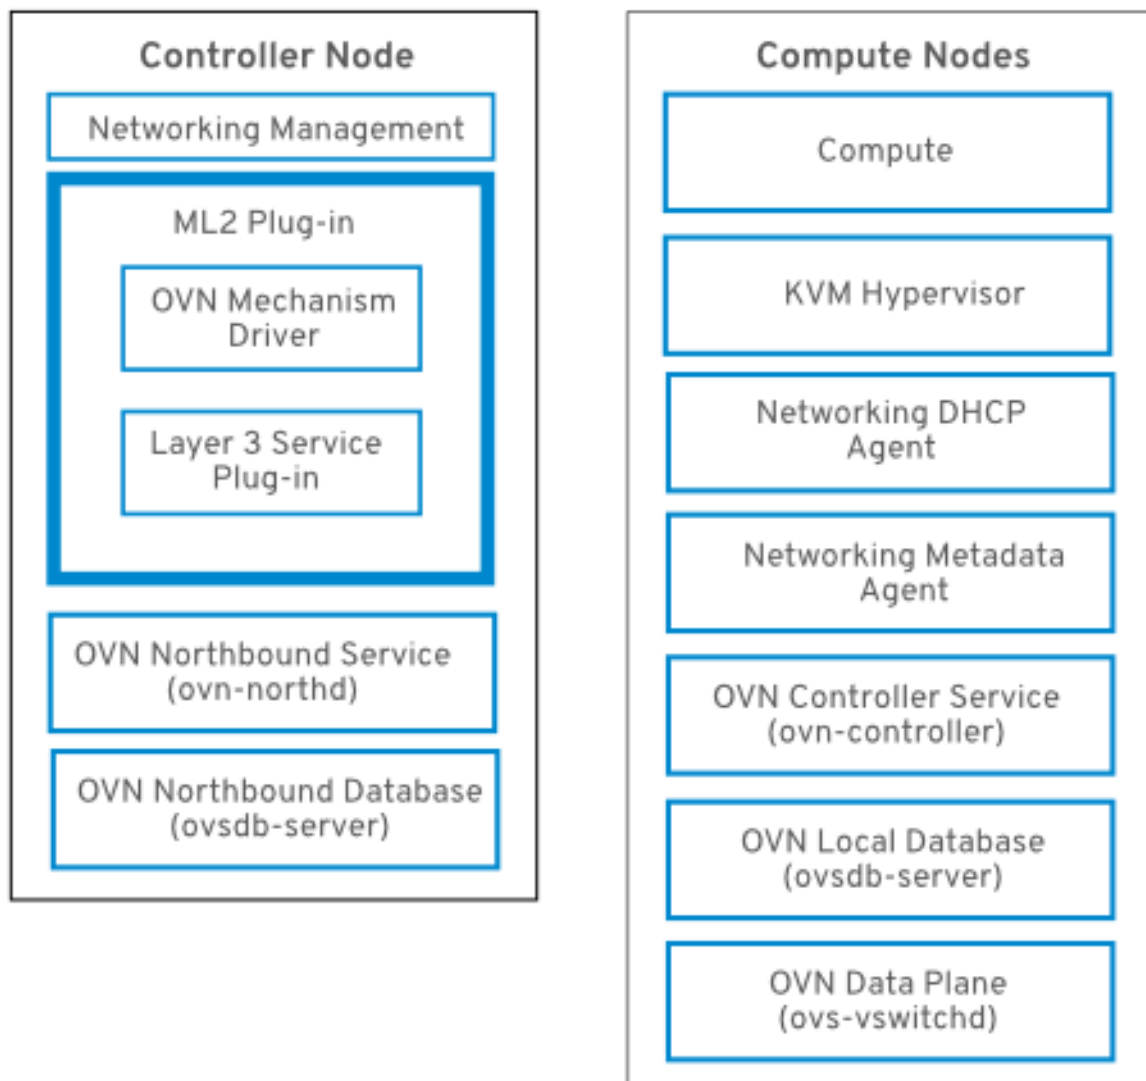 Controller Node
Networking Management
ML2 Plug-in
OVN Mechanism
Driver
Layer 3 Service
Plug-in
OVN Northbound Service
(ovn-northd)
OVN Northbound Database
(ovsdb-server)
Compute Nodes
Compute
KVM Hypervisor
Networking DHCP
Agent
Networking Metadata
Agent
OVN Controller Service
(ovn-controller)
OVN Local Database
(ovsdb-server)
OVN Data Plane
(ovs-vswitchd)